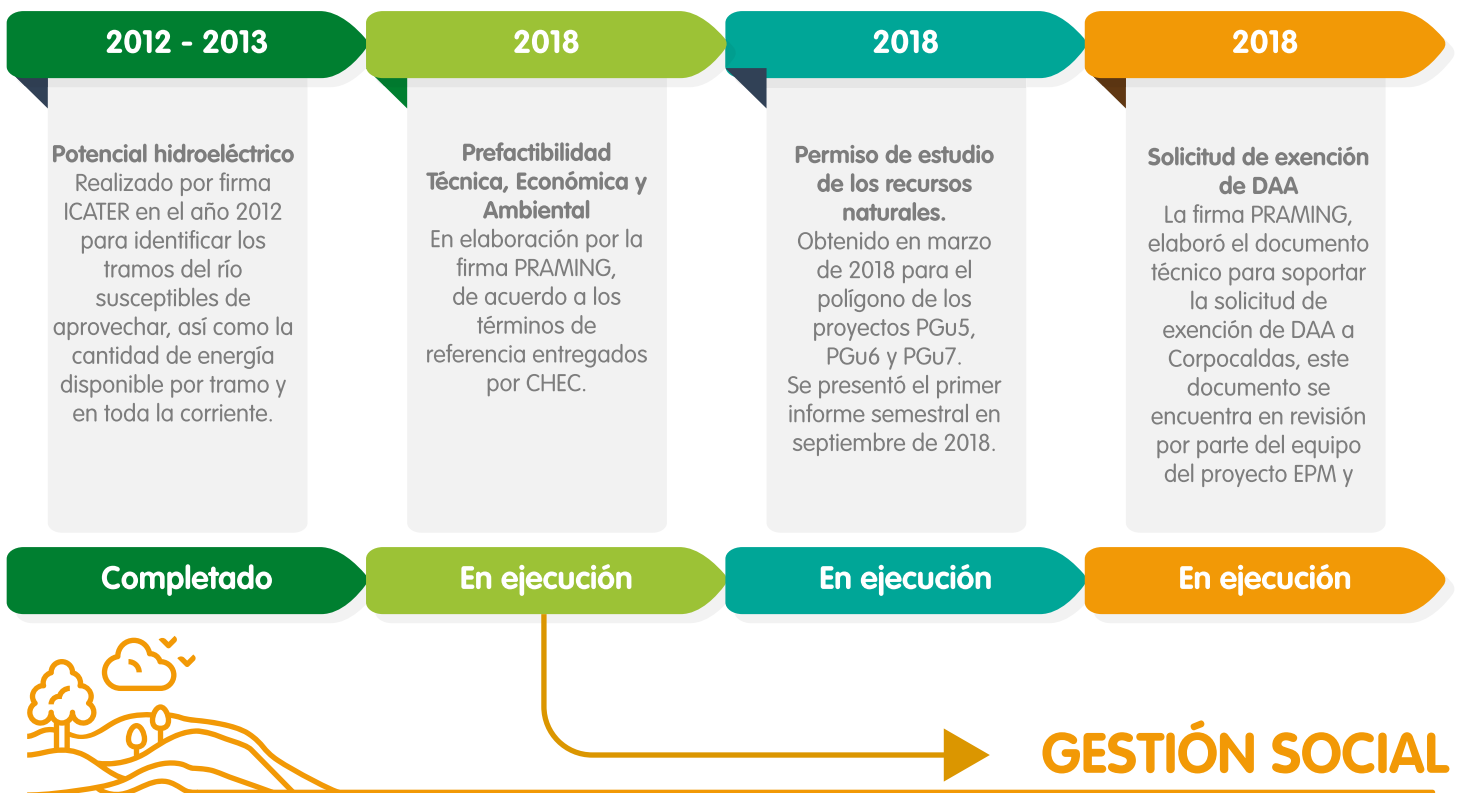 2012 - 2013
Potencial hidroeléctrico
Realizado por firma
ICATER en el año 2012
para identificar los
tramos del río
susceptibles de
aprovechar, así como la
cantidad de energía
disponible por tramo y
en toda la corriente.
Completado
2018
Prefactibilidad
Técnica, Económica y
Ambiental
En elaboración por la
firma PRAMING,
de acuerdo a los
términos de
referencia entregados
por CHEC.
En ejecución
2018
Permiso de estudio
de los recursos
naturales.
Obtenido en marzo
de 2018 para el
polígono de los
proyectos PGu5,
PGu6 y PGu7.
Se presentó el primer
informe semestral en
septiembre de 2018.
En ejecución
2018
Solicitud de exención
de DAA
La firma PRAMING,
elaboró el documento
técnico para soportar
la solicitud de
exención de DAA a
Corpocaldas, este
documento se
encuentra en revisión
por parte del equipo
del proyecto EPM y
En ejecución
GESTIÓN SOCIAL